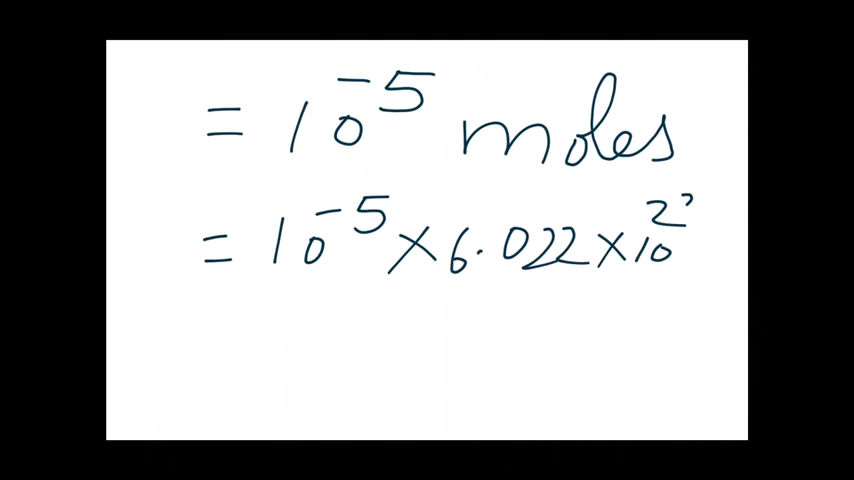 = 10⁻⁵ moles
= 10⁻⁵ × 6.022 × 10²